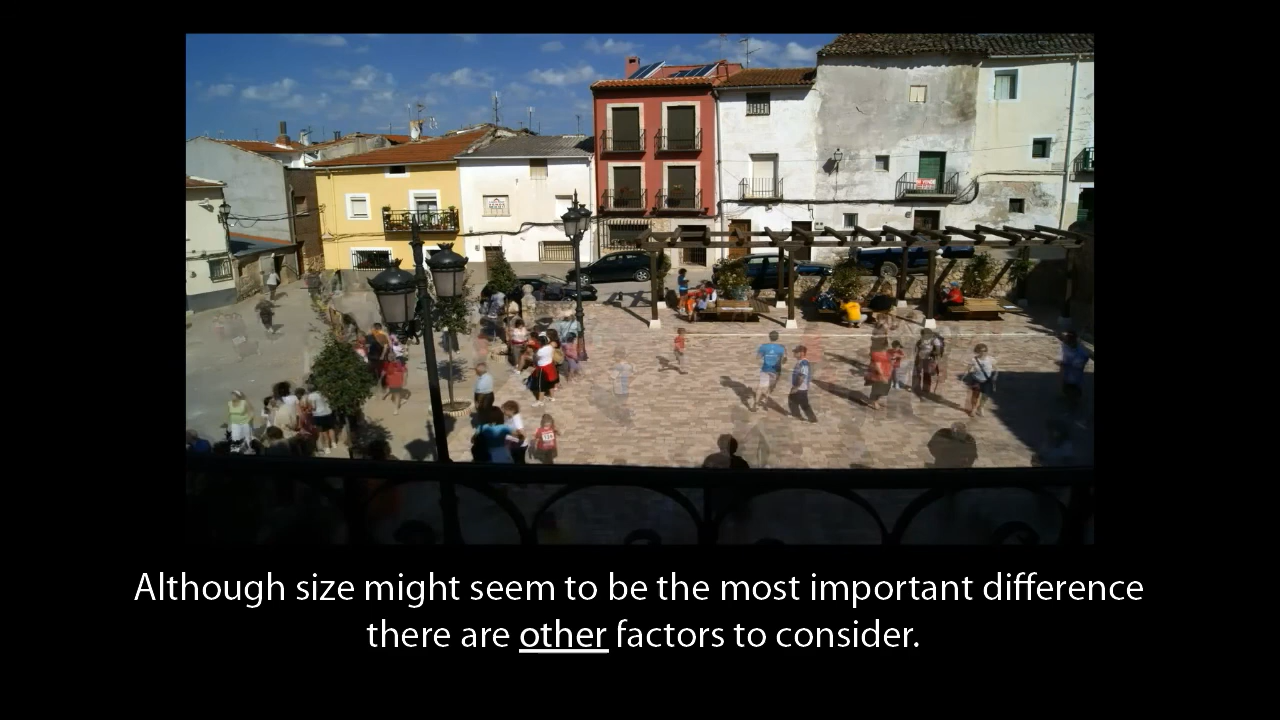 Although size might seem to be the most important difference
there are other factors to consider.